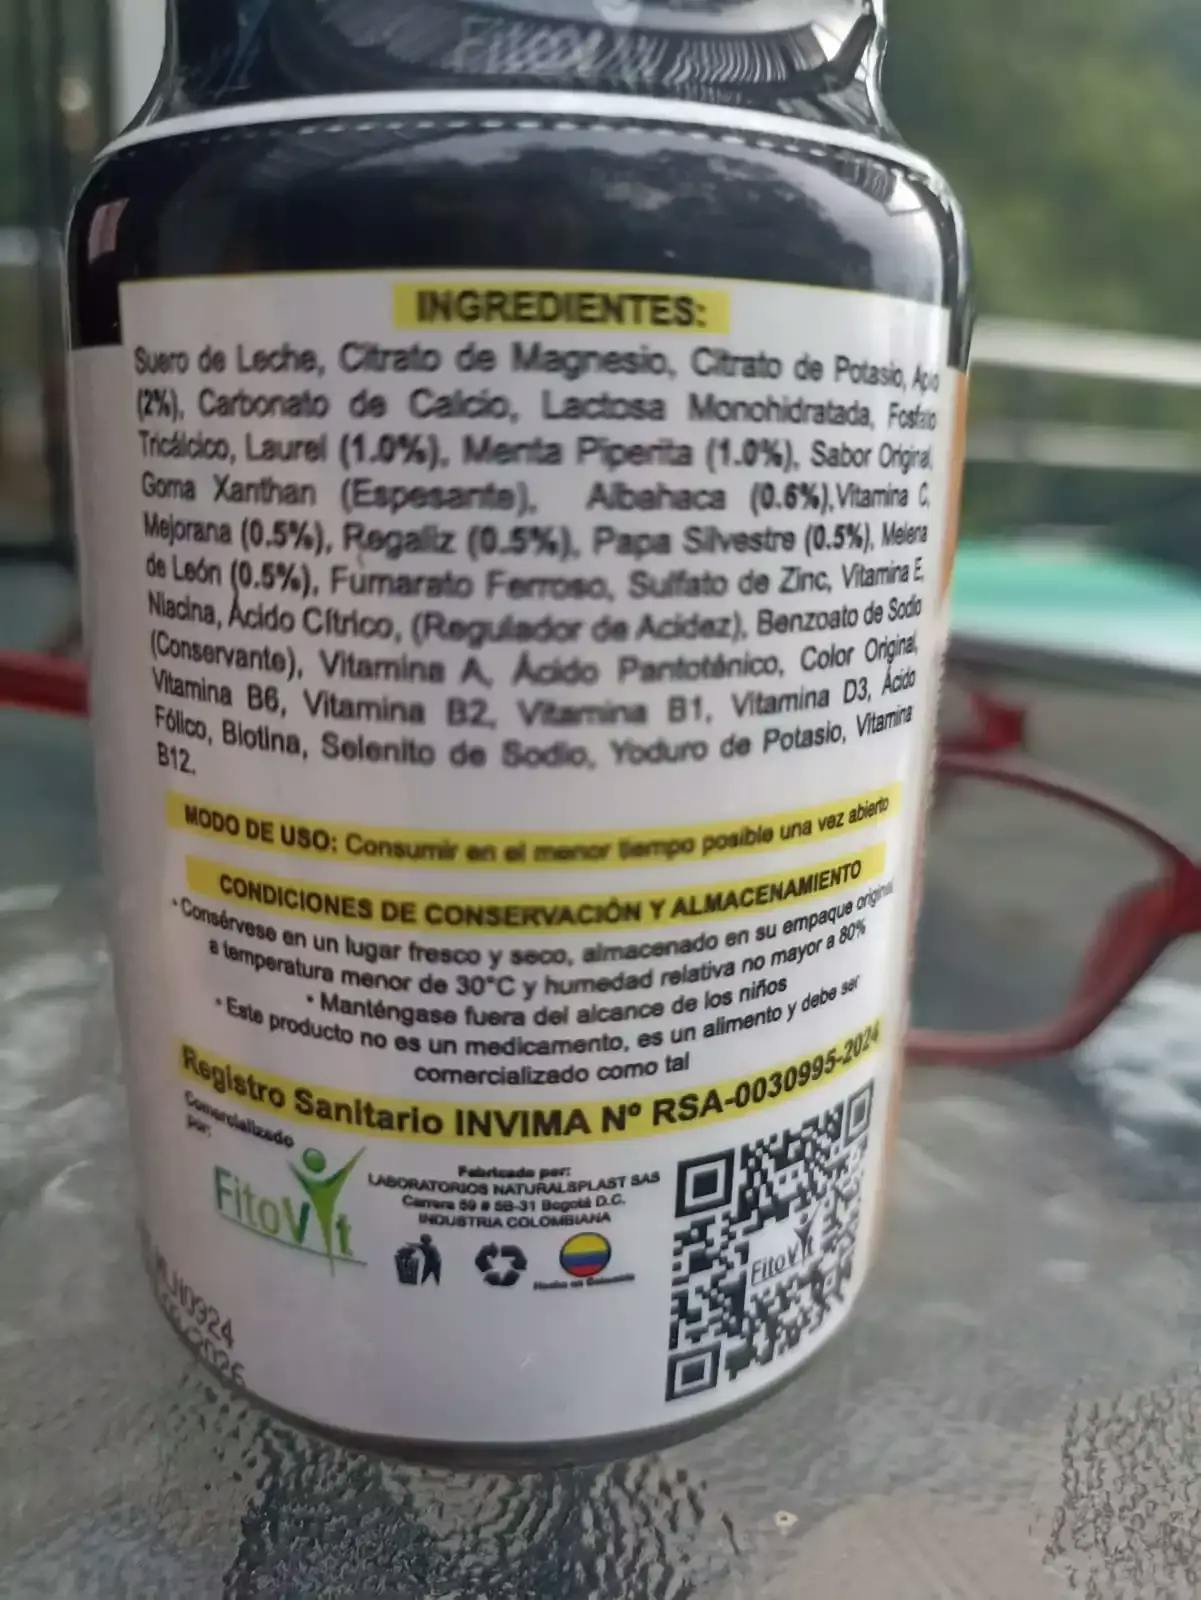 INGREDIENTES:
Suero de Leche, Citrato de Magnesio, Citrato de Potasio, Apio
(2%), Carbonato de Calcio, Lactosa Monohidratada, Fosfato
Tricálcico, Laurel (1.0%), Menta Piperita (1.0%), Sabor Original,
Goma Xanthan (Espesante), Albahaca (0.6%), Vitamina C,
Mejorana (0.5%), Regaliz (0.5%), Papa Silvestre (0.5%), Melena
de León (0.5%), Fumarato Ferroso, Sulfato de Zinc, Vitamina E,
Niacina, Ácido Cítrico, (Regulador de Acidez), Benzoato de Sodio
(Conservante), Vitamina A, Ácido Pantoténico, Color Original,
Vitamina B6, Vitamina B2, Vitamina B1, Vitamina D3, Ácido
Fólico, Biotina, Selenito de Sodio, Yoduro de Potasio, Vitamina
B12.
MODO DE USO: Consumir en el menor tiempo posible una vez abierto
CONDICIONES DE CONSERVACIÓN Y ALMACENAMIENTO
• Consérvese en un lugar fresco y seco, almacenado en su empaque original
a temperatura menor de 30°C y humedad relativa no mayor a 80%
• Manténgase fuera del alcance de los niños
• Este producto no es un medicamento, es un alimento y debe ser
comercializado como tal
Registro Sanitario INVIMA Nº RSA-0030995-2024
Comercializado
por:
FitoVit
Fabricado por:
LABORATORIOS NATURALSPLAST SAS
Carrera 59 # 5B-31 Bogotá D.C.
INDUSTRIA COLOMBIANA
Hecho en Colombia
FitoVit